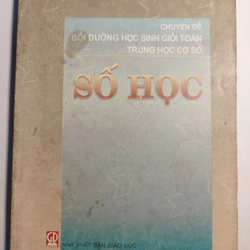 CHUYÊN ĐỀ
BỒI DƯỠNG HỌC SINH GIỎI TOÁN
TRUNG HỌC CƠ SỞ
SỐ HỌC
NHÀ XUẤT BẢN GIÁO DỤC